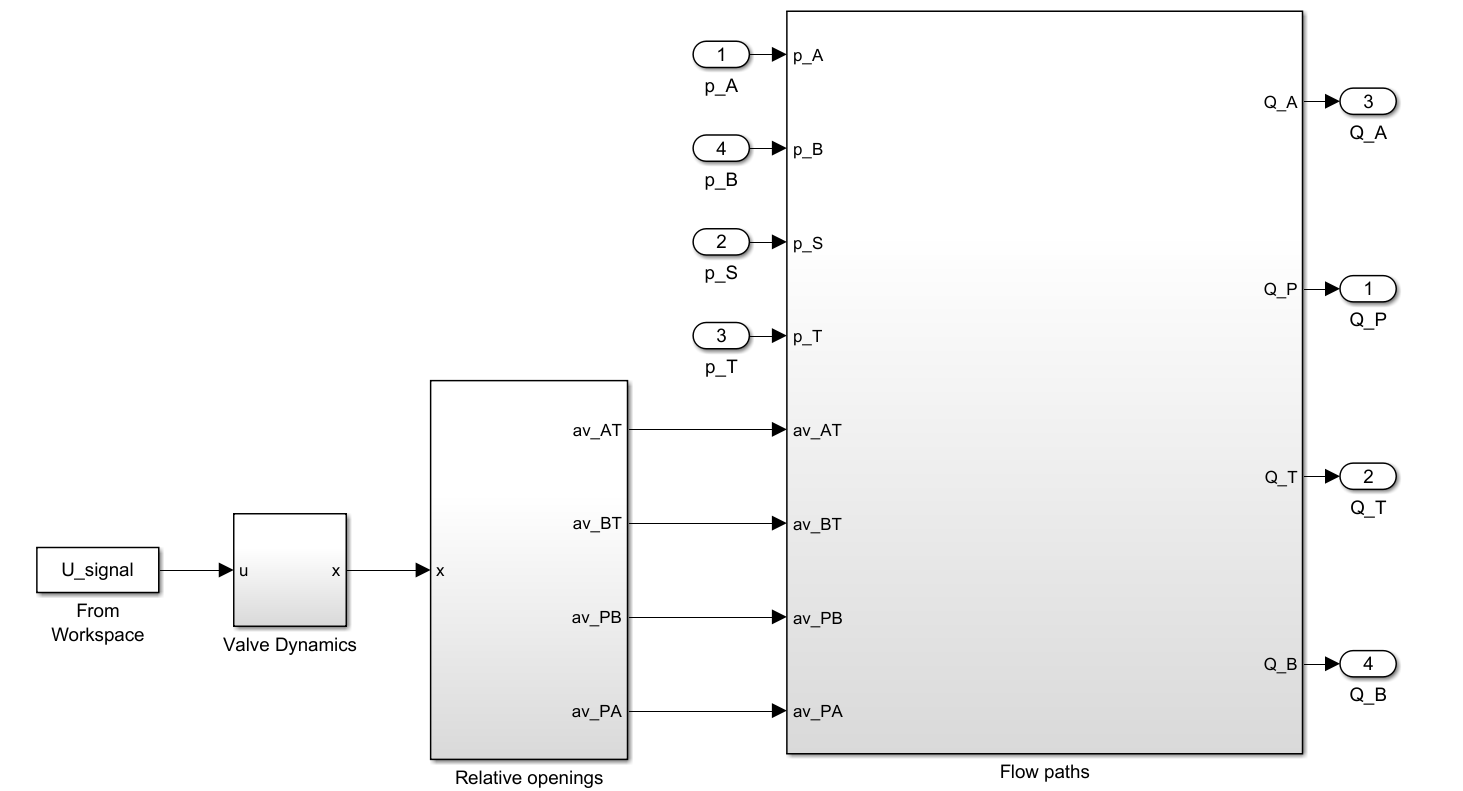 1
p_A
4
p_B
2
p_S
3
p_T
p_A
p_B
p_S
p_T
av_AT
av_BT
av_PB
av_PA
Q_A
Q_P
Q_T
Q_B
Flow paths
3
Q_A
1
Q_P
2
Q_T
4
Q_B
U_signal
From
Workspace
u
x
Valve Dynamics
x
av_AT
av_BT
av_PB
av_PA
Relative openings